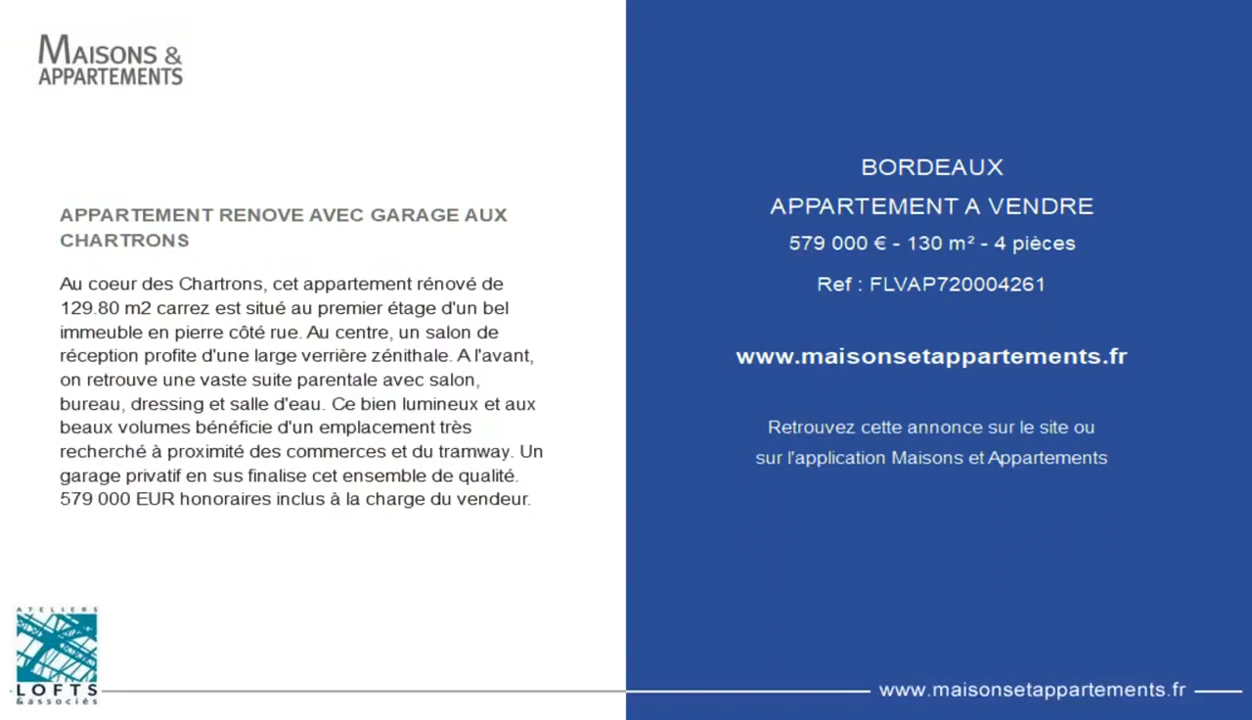 MAISONS &
APPARTEMENTS
APPARTEMENT RENOVE AVEC GARAGE AUX
CHARTRONS
Au coeur des Chartrons, cet appartement rénové de
129.80 m2 carrez est situé au premier étage d'un bel
immeuble en pierre côté rue. Au centre, un salon de
réception profite d'une large verrière zénithale. A l'avant,
on retrouve une vaste suite parentale avec salon,
bureau, dressing et salle d'eau. Ce bien lumineux et aux
beaux volumes bénéficie d'un emplacement très
recherché à proximité des commerces et du tramway. Un
garage privatif en sus finalise cet ensemble de qualité.
579 000 EUR honoraires inclus à la charge du vendeur.
ATELIERS
LOFTS
&associés
BORDEAUX
APPARTEMENT A VENDRE
579 000 € - 130 m² - 4 pièces
Ref : FLVAP720004261
www.maisonsetappartements.fr
Retrouvez cette annonce sur le site ou
sur l'application Maisons et Appartements
www.maisonsetappartements.fr